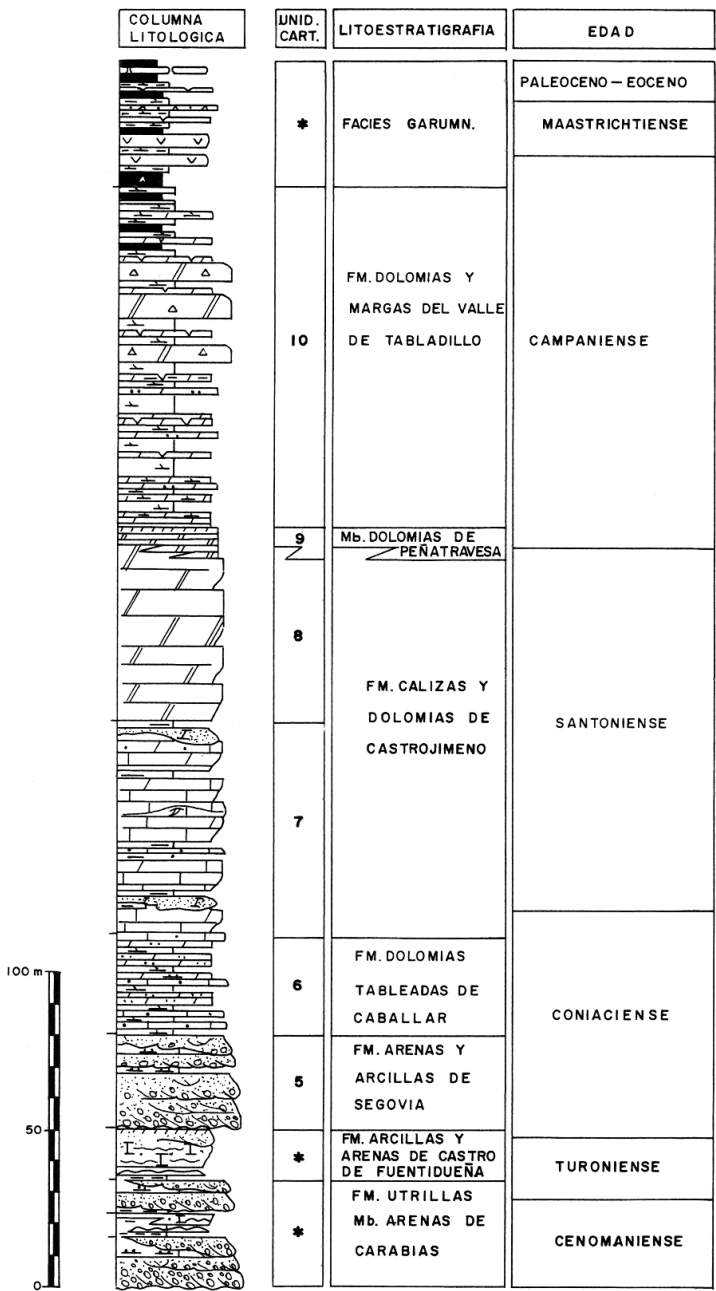 COLUMNA
LITOLOGICA
UNID.
CART.
LITOESTRATIGRAFIA
EDAD
PALEOCENO-EOCENO
*
FACIES GARUMN.
MAASTRICHTIENSE
FM. DOLOMIAS Y
MARGAS DEL VALLE
DE TABLADILLO
10
CAMPANIENSE
9
Mb. DOLOMIAS DE
PEÑATRAVESA
8
FM. CALIZAS Y
DOLOMIAS DE
CASTROJIMENO
SANTONIENSE
7
6
FM. DOLOMIAS
TABLEADAS DE
CABALLAR
100 m
CONIACIENSE
5
FM. ARENAS Y
ARCILLAS DE
SEGOVIA
50
*
FM. ARCILLAS Y
ARENAS DE CASTRO
DE FUENTIDUEÑA
TURONIENSE
*
FM. UTRILLAS
Mb. ARENAS DE
CARABIAS
CENOMANIENSE
0